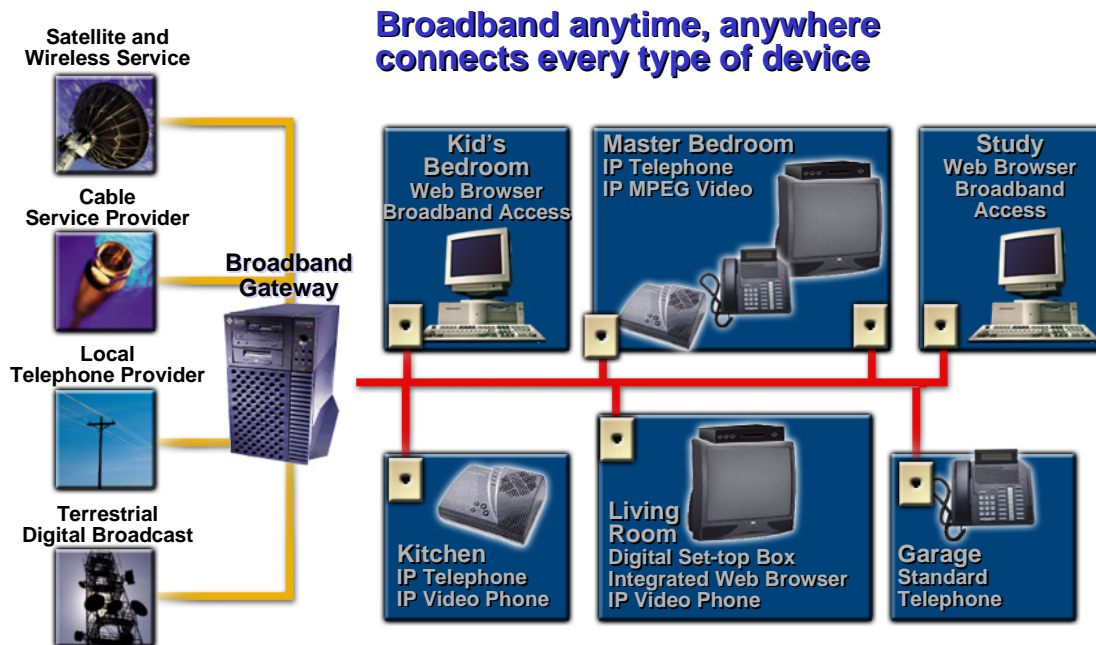 Broadband anytime, anywhere
connects every type of device
Satellite and
Wireless Service
Cable
Service Provider
Local
Telephone Provider
Terrestrial
Digital Broadcast
Broadband
Gateway
Kid's
Bedroom
Web Browser
Broadband Access
Master Bedroom
IP Telephone
IP MPEG Video
Study
Web Browser
Broadband
Access
Kitchen
IP Telephone
IP Video Phone
Living
Room
Digital Set-top Box
Integrated Web Browser
IP Video Phone
Garage
Standard
Telephone